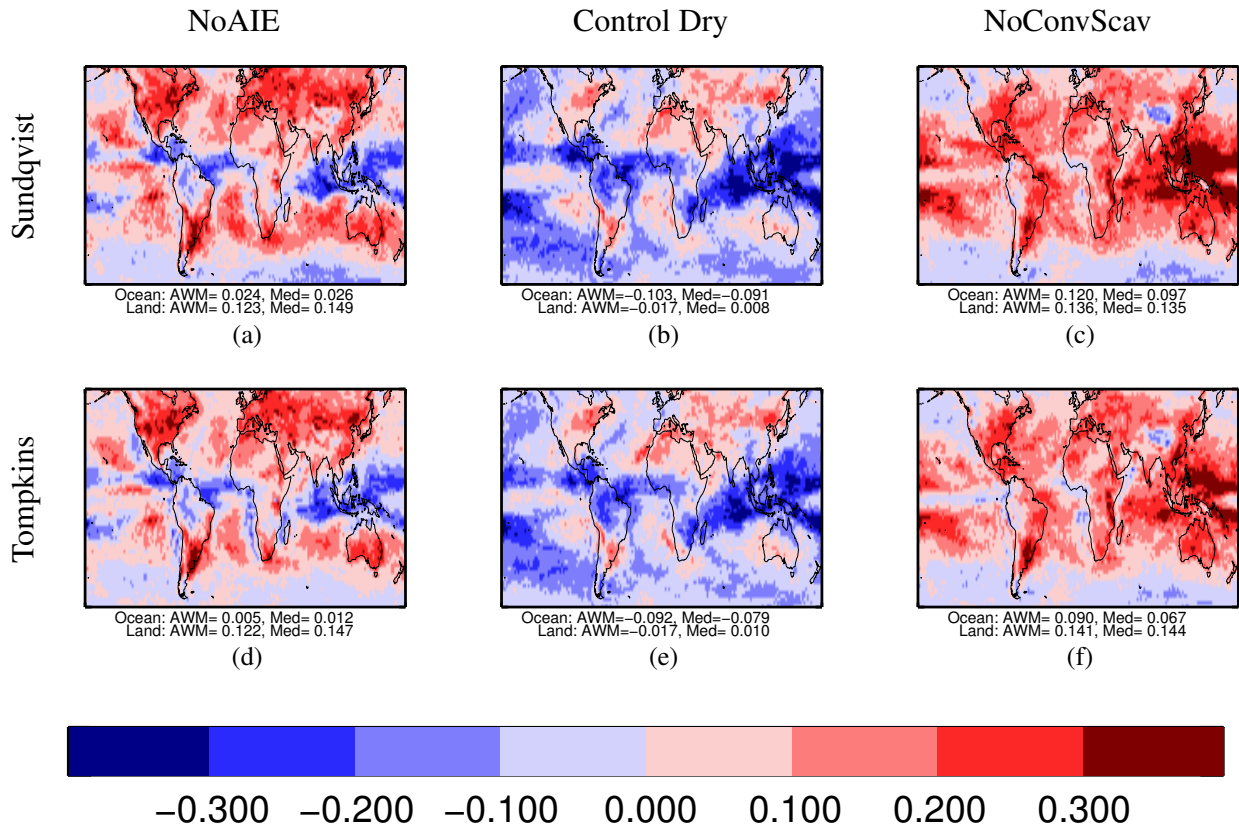 NoAIE Control Dry NoConvScav
Sundqvist
Ocean: AWM= 0.024, Med= 0.026
Land: AWM= 0.123, Med= 0.149
(a)
Ocean: AWM=−0.103, Med=−0.091
Land: AWM=−0.017, Med= 0.008
(b)
Ocean: AWM= 0.120, Med= 0.097
Land: AWM= 0.136, Med= 0.135
(c)
Tompkins
Ocean: AWM= 0.005, Med= 0.012
Land: AWM= 0.122, Med= 0.147
(d)
Ocean: AWM=−0.092, Med=−0.079
Land: AWM=−0.017, Med= 0.010
(e)
Ocean: AWM= 0.090, Med= 0.067
Land: AWM= 0.141, Med= 0.144
(f)
−0.300 −0.200 −0.100 0.000 0.100 0.200 0.300